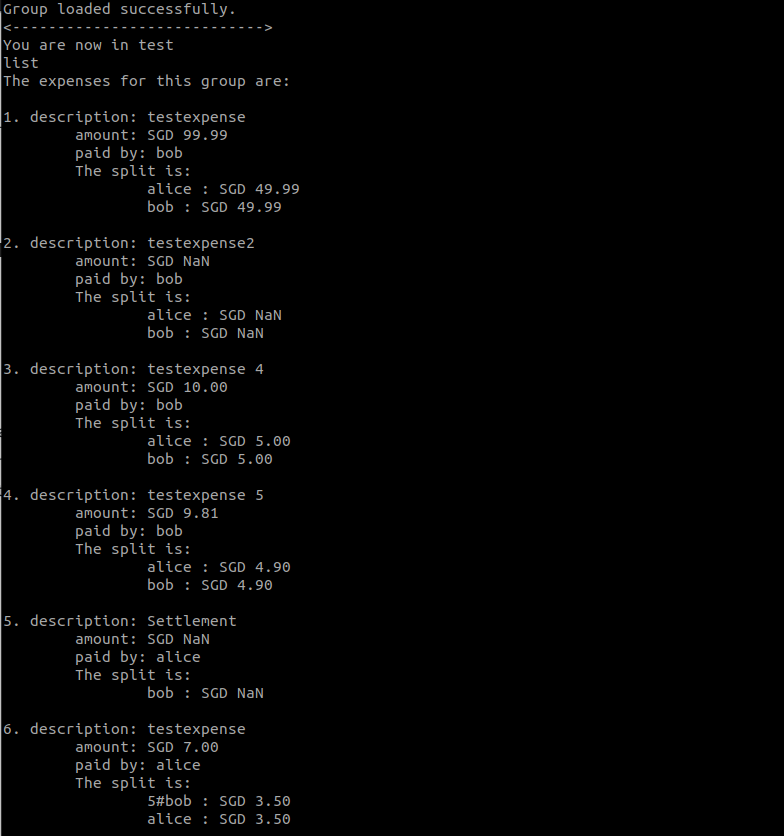 Group loaded successfully.
<---------------------------->
You are now in test
list
The expenses for this group are:
1. description: testexpense
amount: SGD 99.99
paid by: bob
The split is:
alice : SGD 49.99
bob : SGD 49.99
2. description: testexpense2
amount: SGD NaN
paid by: bob
The split is:
alice : SGD NaN
bob : SGD NaN
3. description: testexpense 4
amount: SGD 10.00
paid by: bob
The split is:
alice : SGD 5.00
bob : SGD 5.00
4. description: testexpense 5
amount: SGD 9.81
paid by: bob
The split is:
alice : SGD 4.90
bob : SGD 4.90
5. description: Settlement
amount: SGD NaN
paid by: alice
The split is:
bob : SGD NaN
6. description: testexpense
amount: SGD 7.00
paid by: alice
The split is:
5#bob : SGD 3.50
alice : SGD 3.50